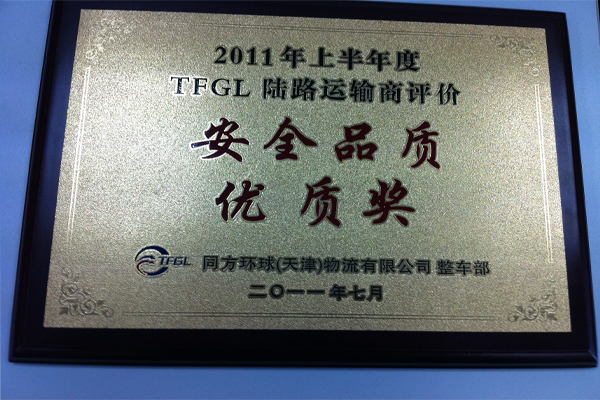 2011年上半年度
TFGL 陆路运输商评价
安全品质
优质奖
TFGL 同方环球(天津)物流有限公司 整车部
二〇一一年七月